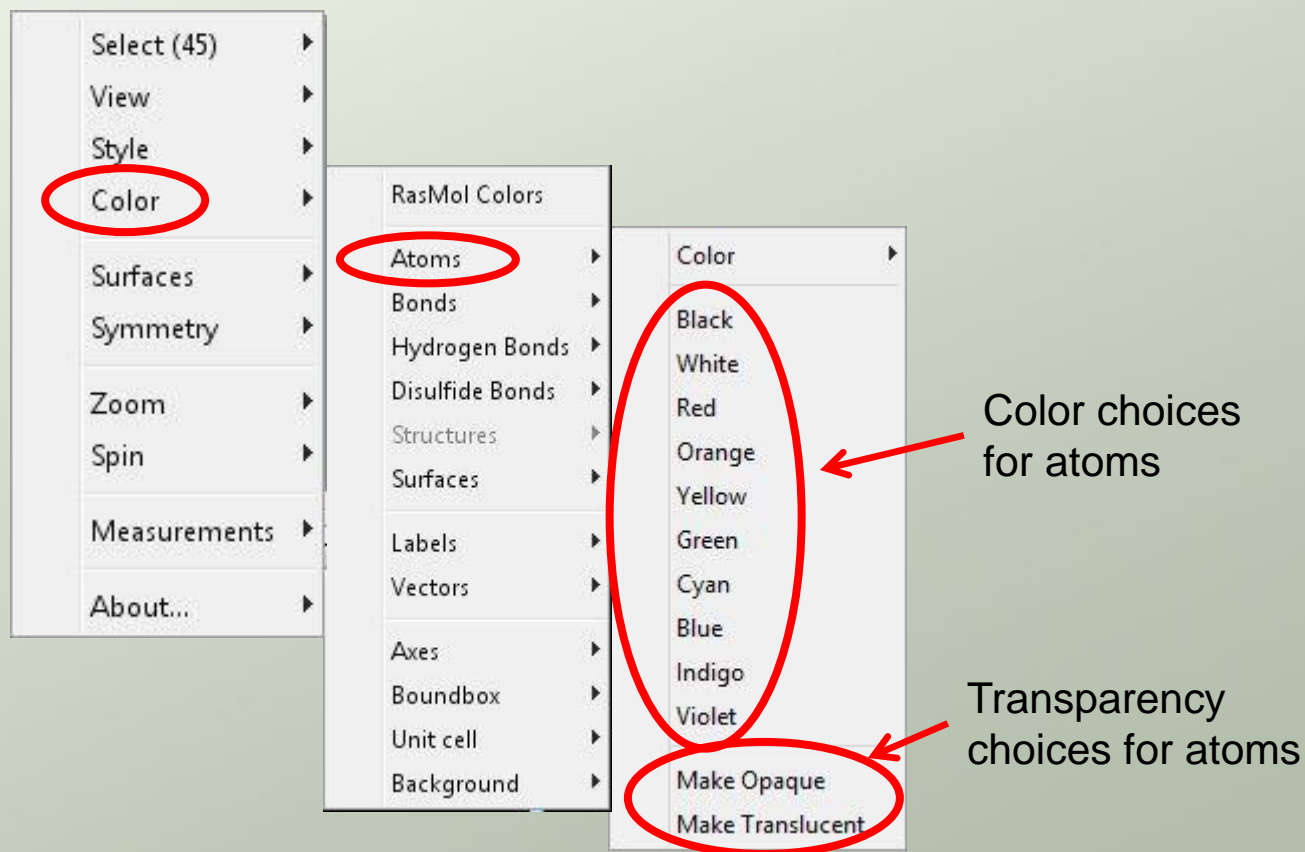 Select (45)
View
Style
Color
Surfaces
Symmetry
Zoom
Spin
Measurements
About...
RasMol Colors
Atoms
Bonds
Hydrogen Bonds
Disulfide Bonds
Structures
Surfaces
Labels
Vectors
Axes
Boundbox
Unit cell
Background
Color
Black
White
Red
Orange
Yellow
Green
Cyan
Blue
Indigo
Violet
Make Opaque
Make Translucent
Color choices
for atoms
Transparency
choices for atoms